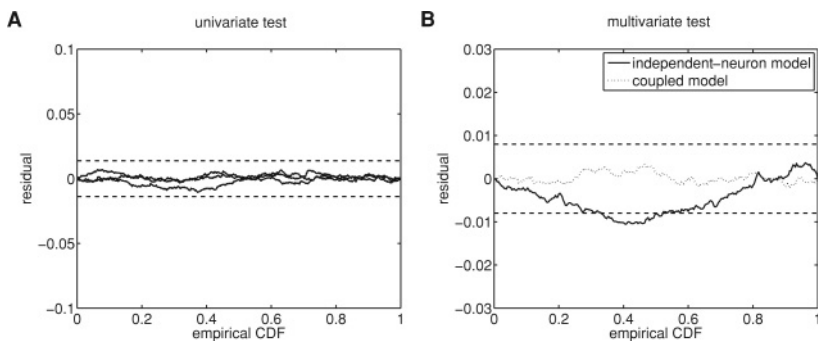 A
univariate test
0.1
0.05
0
−0.05
−0.1
residual
0
0.2
0.4
0.6
0.8
1
empirical CDF
B
multivariate test
independent−neuron model
coupled model
0.03
0.02
0.01
0
−0.01
−0.02
−0.03
residual
0
0.2
0.4
0.6
0.8
1
empirical CDF